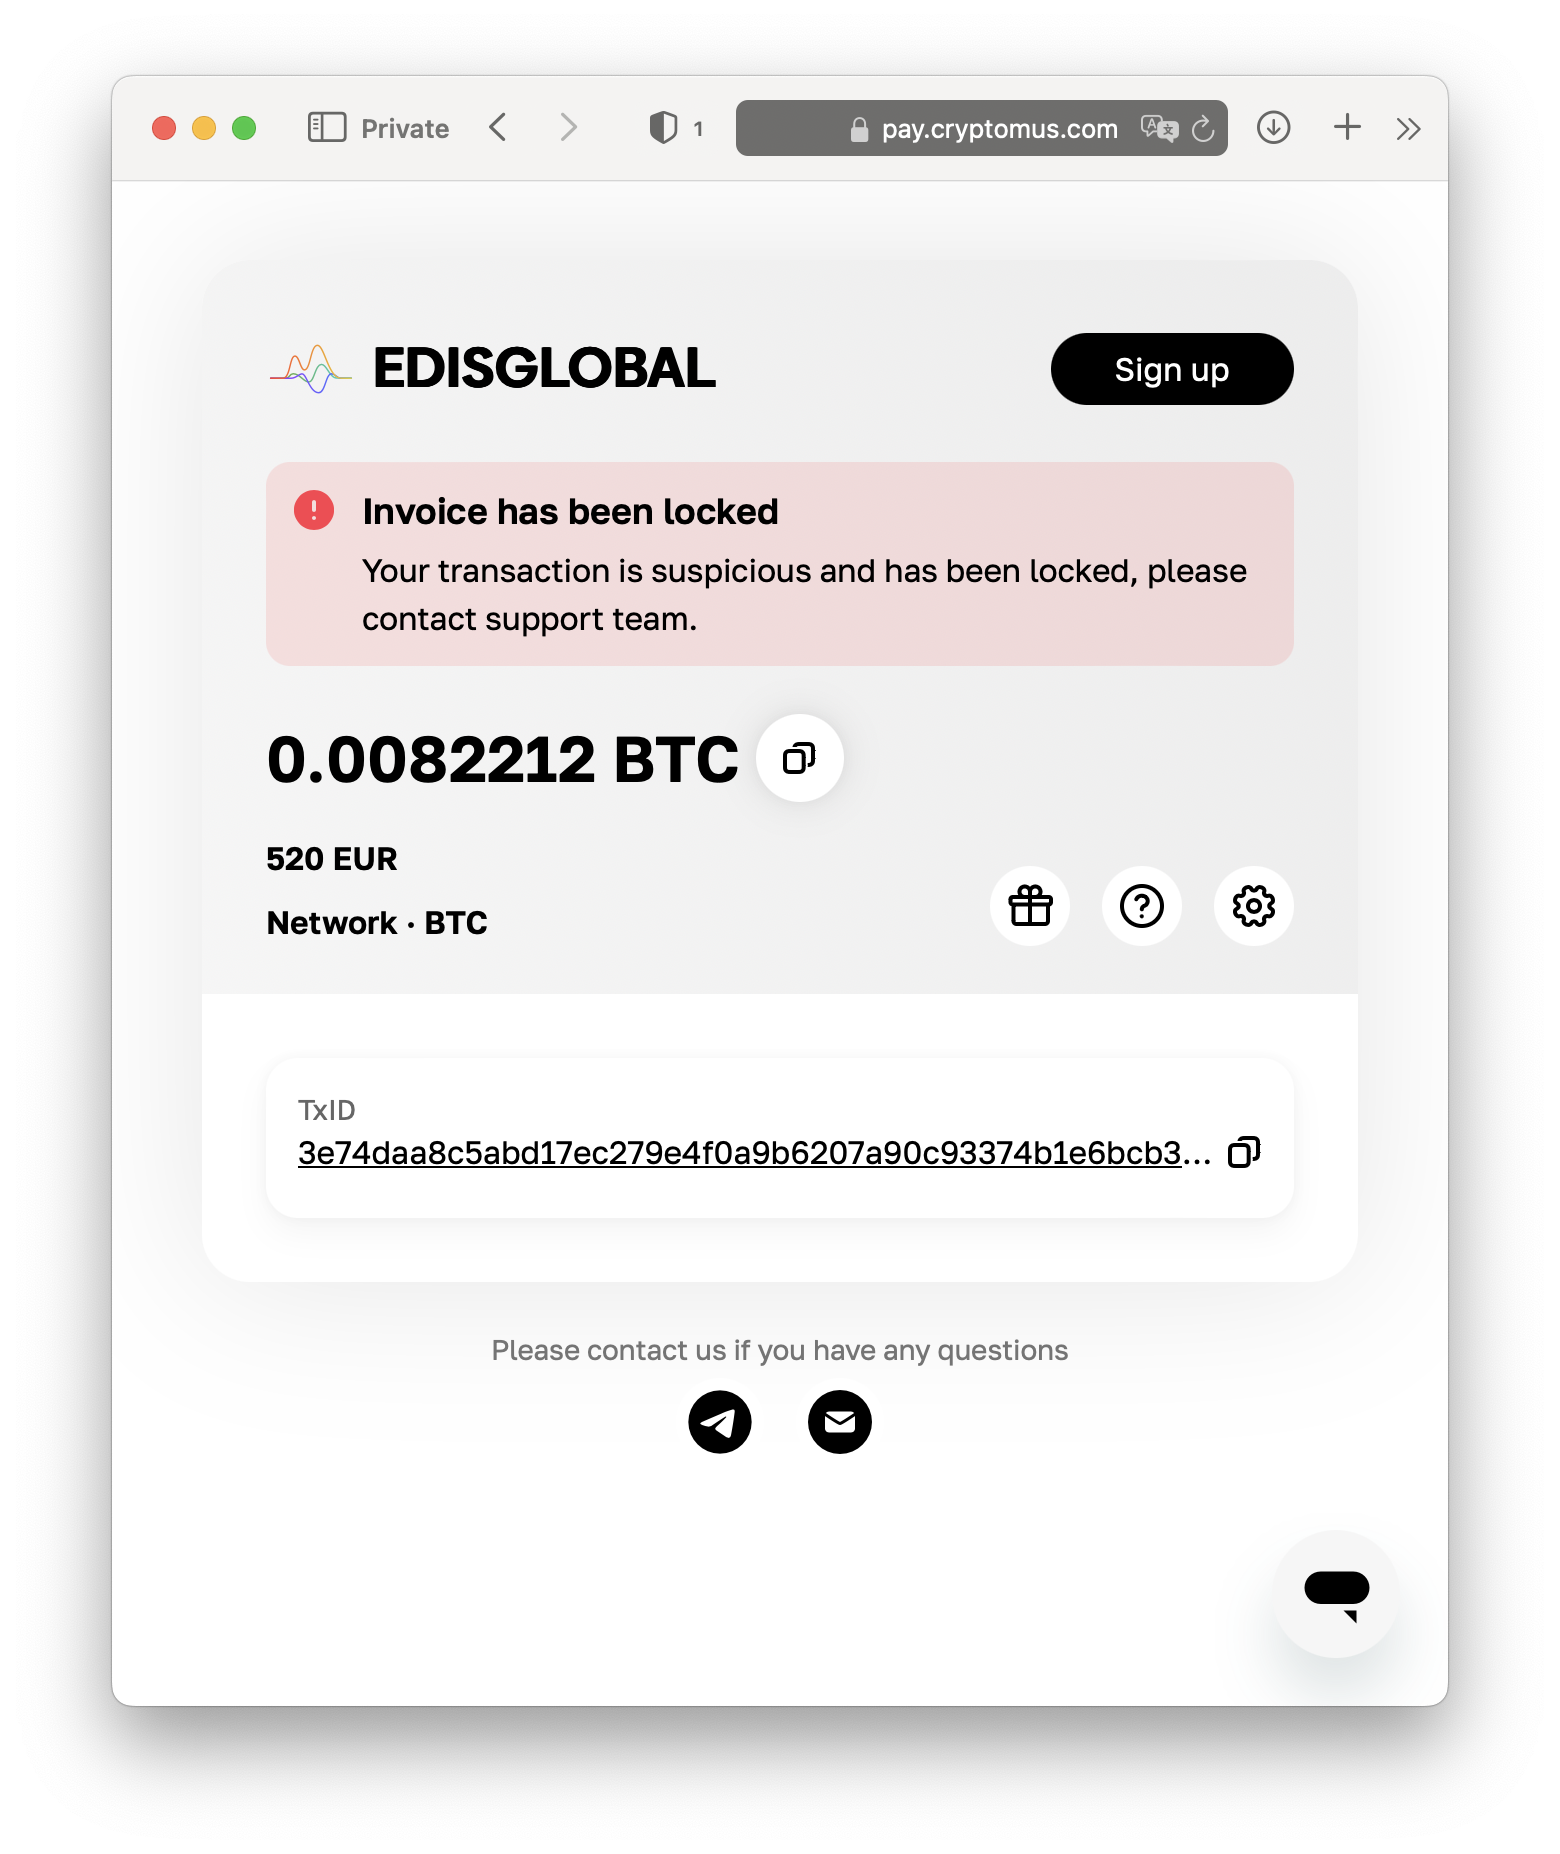 Private
1
pay.cryptomus.com
EDISGLOBAL
Sign up
Invoice has been locked
Your transaction is suspicious and has been locked, please
contact support team.
0.0082212 BTC
520 EUR
Network · BTC
TxID
3e74daa8c5abd17ec279e4f0a9b6207a90c93374b1e6bcb3...
Please contact us if you have any questions